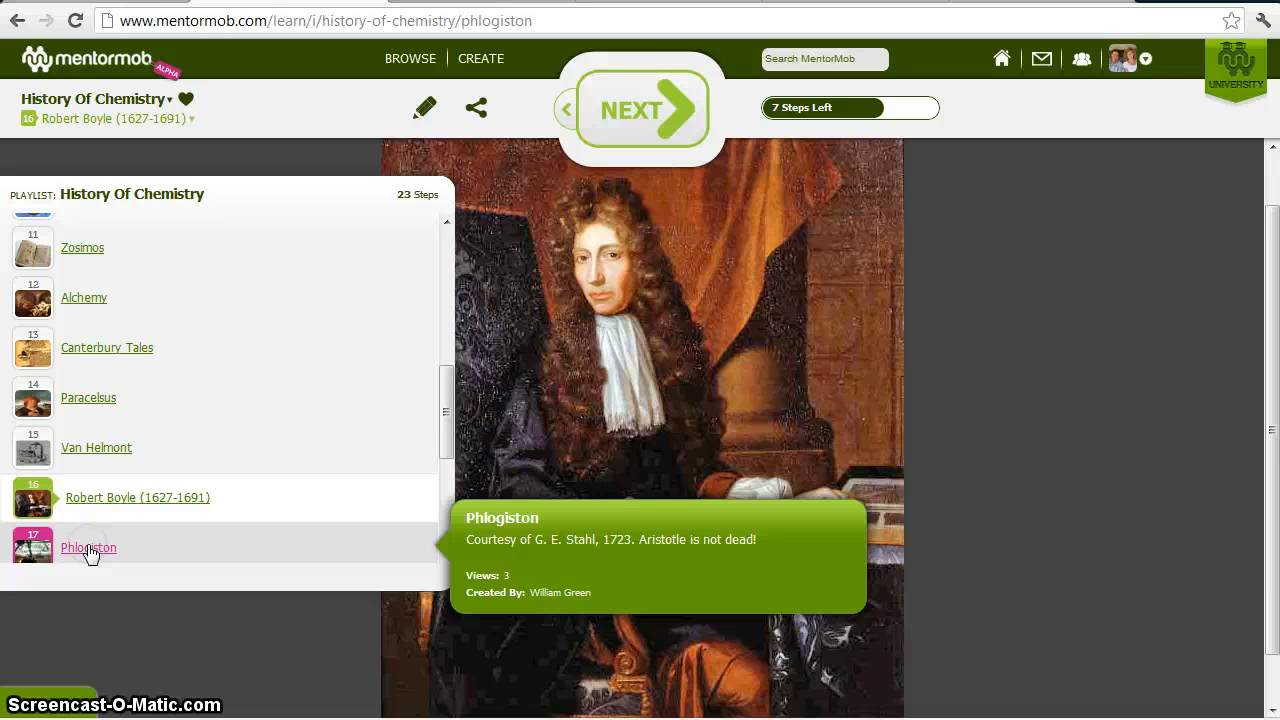 www.mentormob.com/learn/i/history-of-chemistry/phlogiston
mentormob
ALPHA
BROWSE
CREATE
Search MentorMob
UNIVERSITY
History Of Chemistry
16 Robert Boyle (1627-1691)
NEXT
7 Steps Left
PLAYLIST: History Of Chemistry
23 Steps
11
Zosimos
12
Alchemy
13
Canterbury Tales
14
Paracelsus
15
Van Helmont
16
Robert Boyle (1627-1691)
17
Phlogiston
Phlogiston
Courtesy of G. E. Stahl, 1723. Aristotle is not dead!
Views: 3
Created By: William Green
Screencast-O-Matic.com